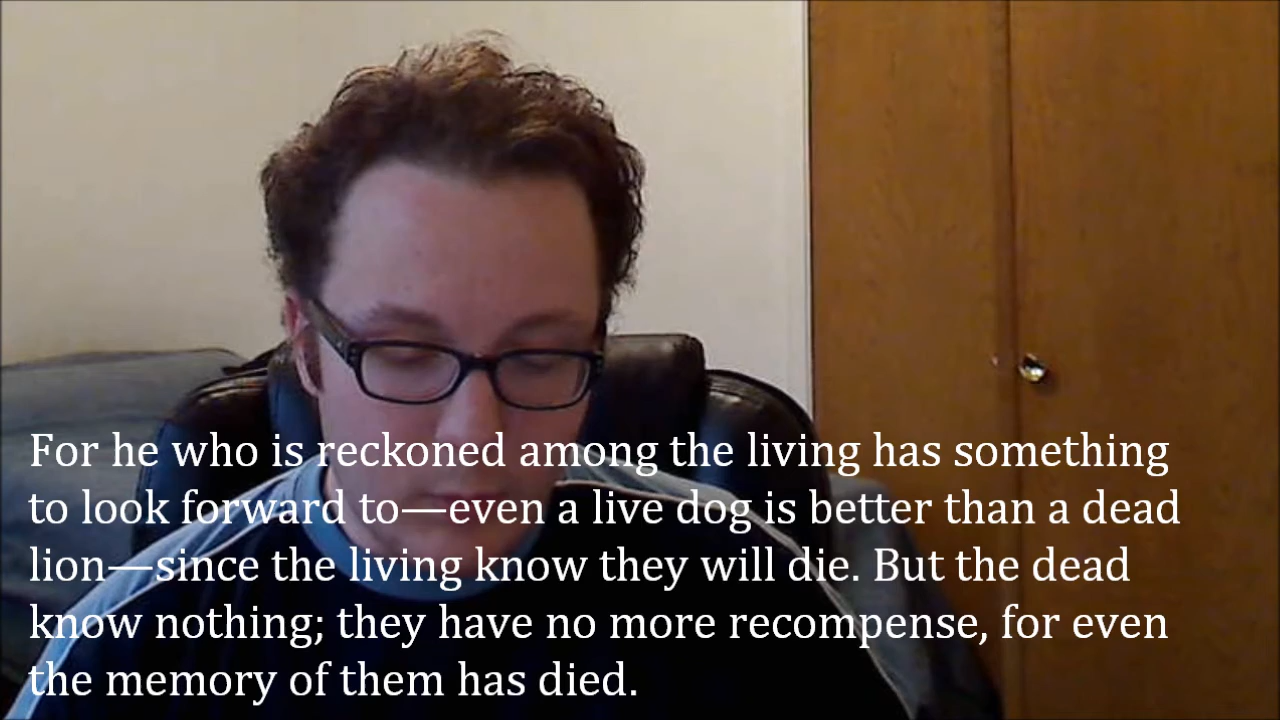 For he who is reckoned among the living has something
to look forward to—even a live dog is better than a dead
lion—since the living know they will die. But the dead
know nothing; they have no more recompense, for even
the memory of them has died.